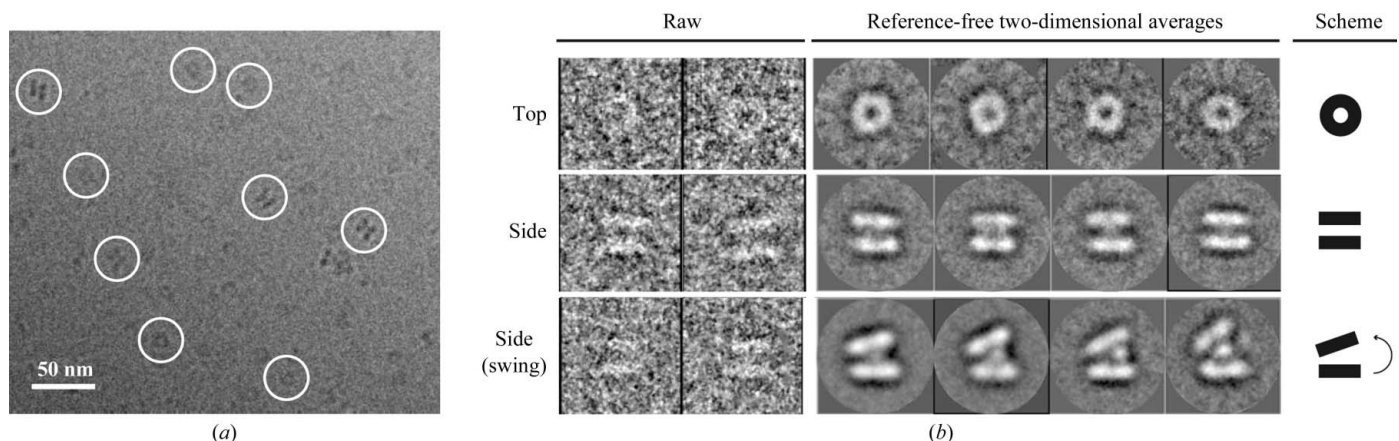 Raw
Reference-free two-dimensional averages
Scheme
Top
Side
Side
(swing)
50 nm
(a)
(b)